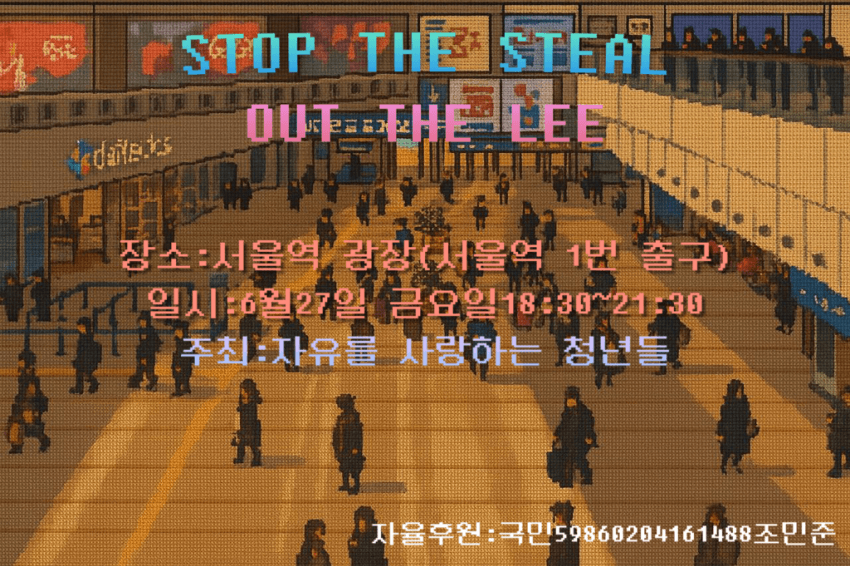 STOP THE STEAL
OUT THE LEE
장소:서울역 광장(서울역 1번 출구)
일시:6월27일 금요일18:30~21:30
주최:자유를 사랑하는 청년들
자율후원:국민59860204161488조민준